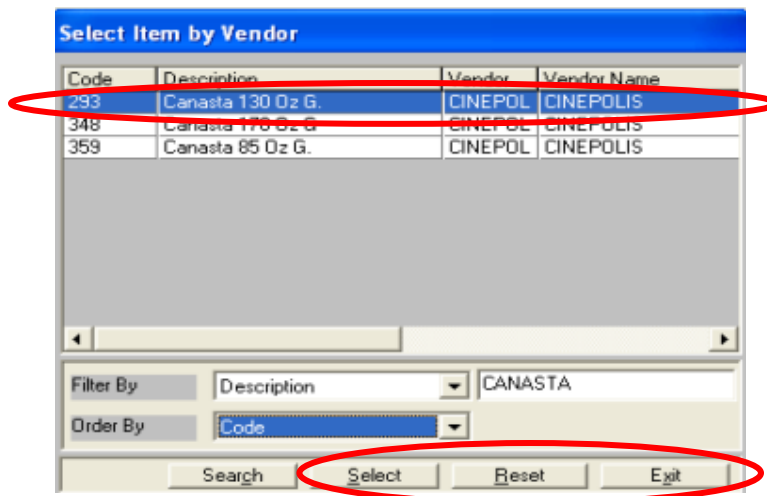 Select Item by Vendor
Code Description Vendor Vendor Name
293 Canasta 130 Oz G. CINEPOL CINEPOLIS
348 Canasta 170 Oz G CINEPOL CINEPOLIS
359 Canasta 85 Oz G. CINEPOL CINEPOLIS
Filter By Description CANASTA
Order By Code
Search Select Reset Exit